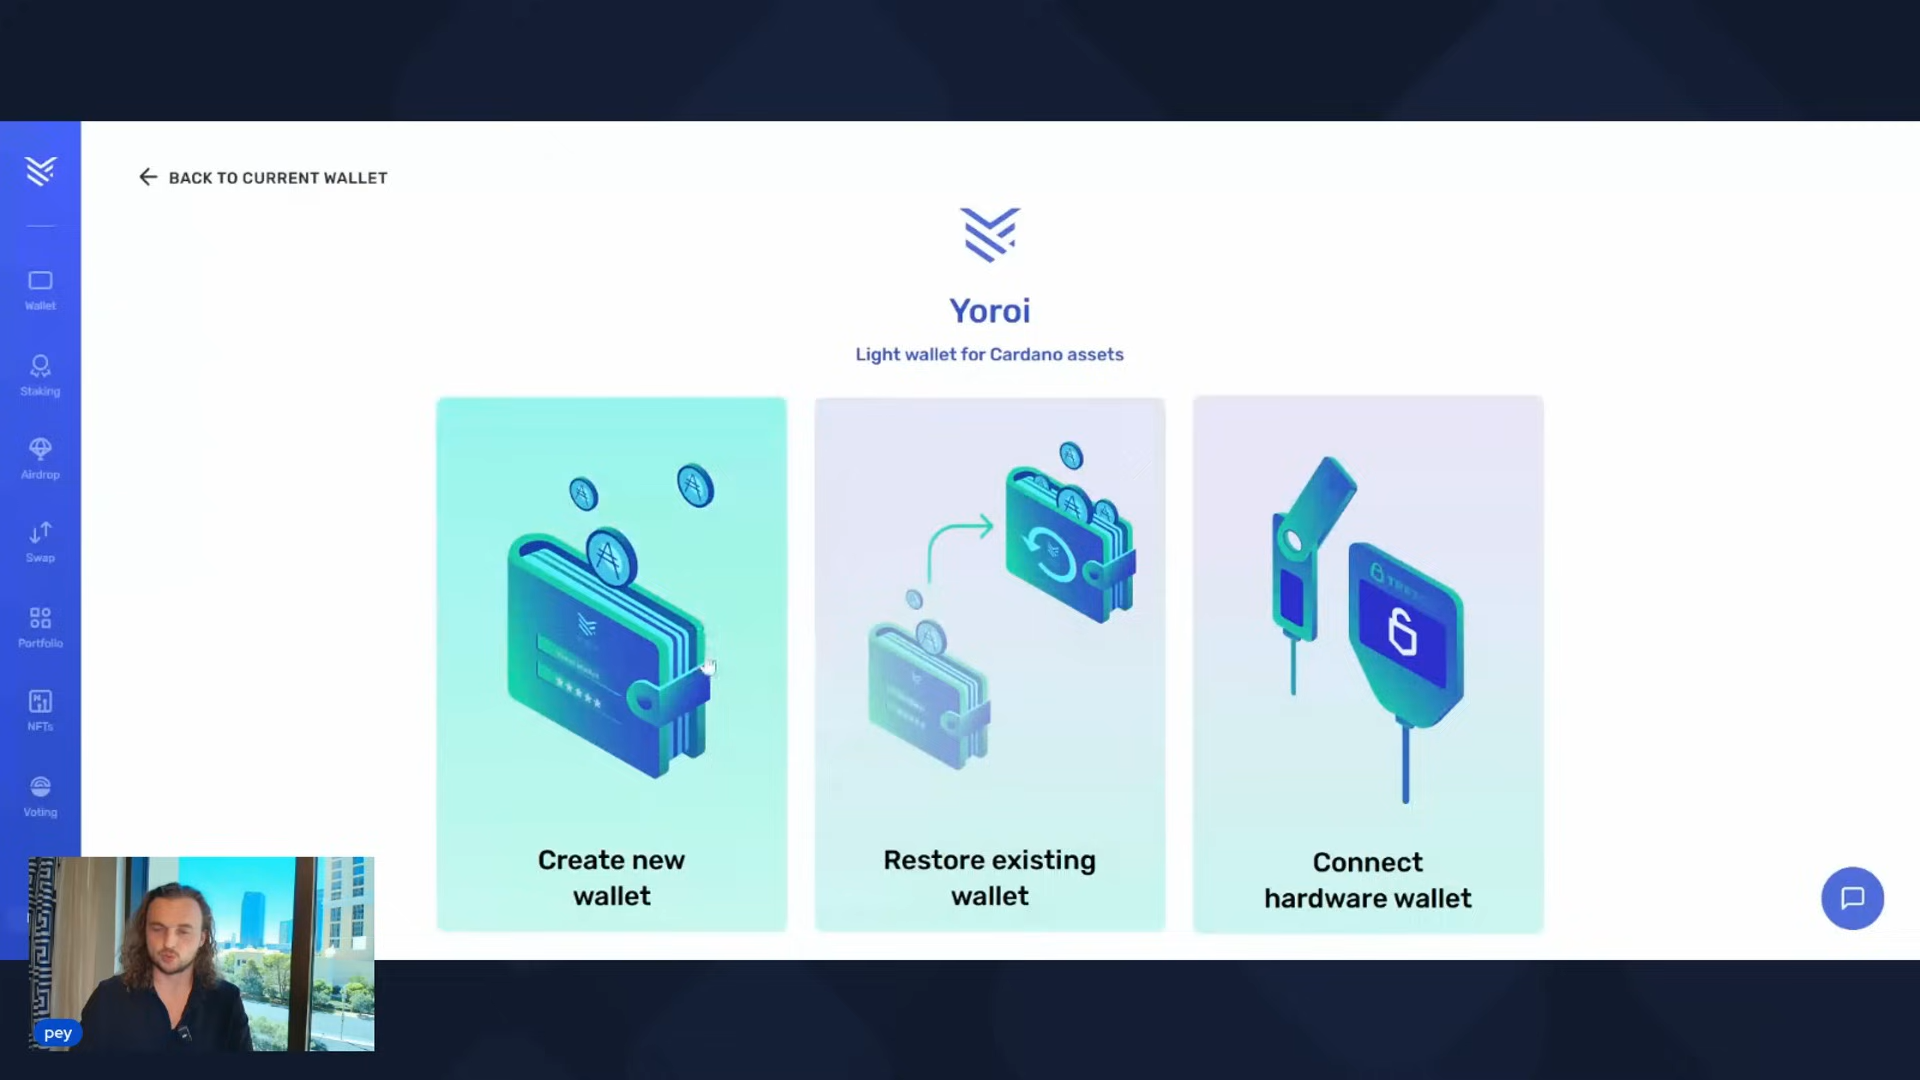 BACK TO CURRENT WALLET
Yoroi
Light wallet for Cardano assets
Wallet
Staking
Airdrop
Swap
Portfolio
NFTs
Voting
Create new
wallet
Restore existing
wallet
Connect
hardware wallet
pey